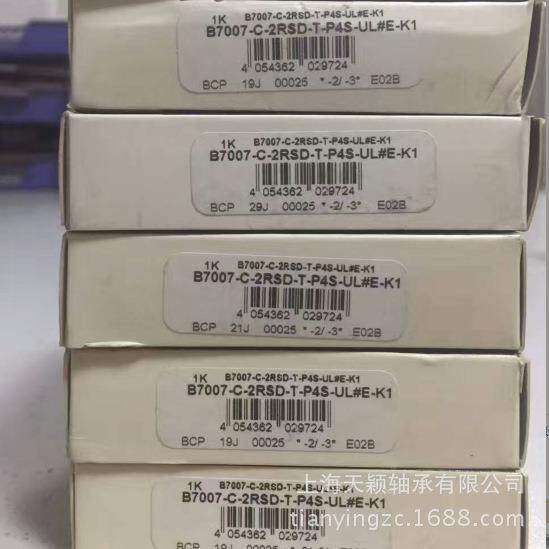 1K B7007-C-2RSD-T-P4S-UL#E-K1
B7007-C-2RSD-T-P4S-UL#E-K1
4 054362 029724
BCP 19J 00025 *-2/-3* E02B
1K B7007-C-2RSD-T-P4S-UL#E-K1
B7007-C-2RSD-T-P4S-UL#E-K1
4 054362 029724
BCP 29J 00025 *-2/-3* E02B
1K B7007-C-2RSD-T-P4S-UL#E-K1
B7007-C-2RSD-T-P4S-UL#E-K1
4 054362 029724
BCP 21J 00025 *-2/-3* E02B
1K B7007-C-2RSD-T-P4S-UL#E-K1
B7007-C-2RSD-T-P4S-UL#E-K1
4 054362 029724
BCP 19J 00025 *-2/-3* E02B
1K B7007-C-2RSD-T-P4S-UL#E-K1
上海天颖轴承有限公司
B7007-C-2RSD-T-P4S-UL#E-K1
tianyingzc.1688.com
4 054362 029724
BCP 19J 00025